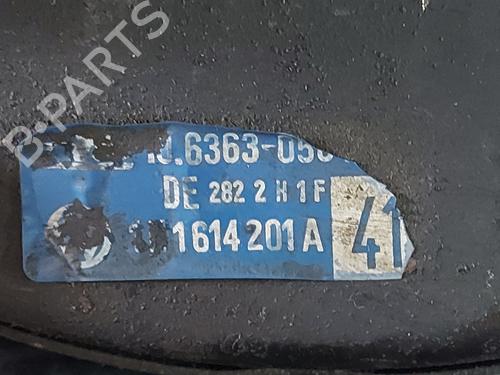 B-PARTS
.6363-05
DE 282 2 H 1 F
1614201A
41